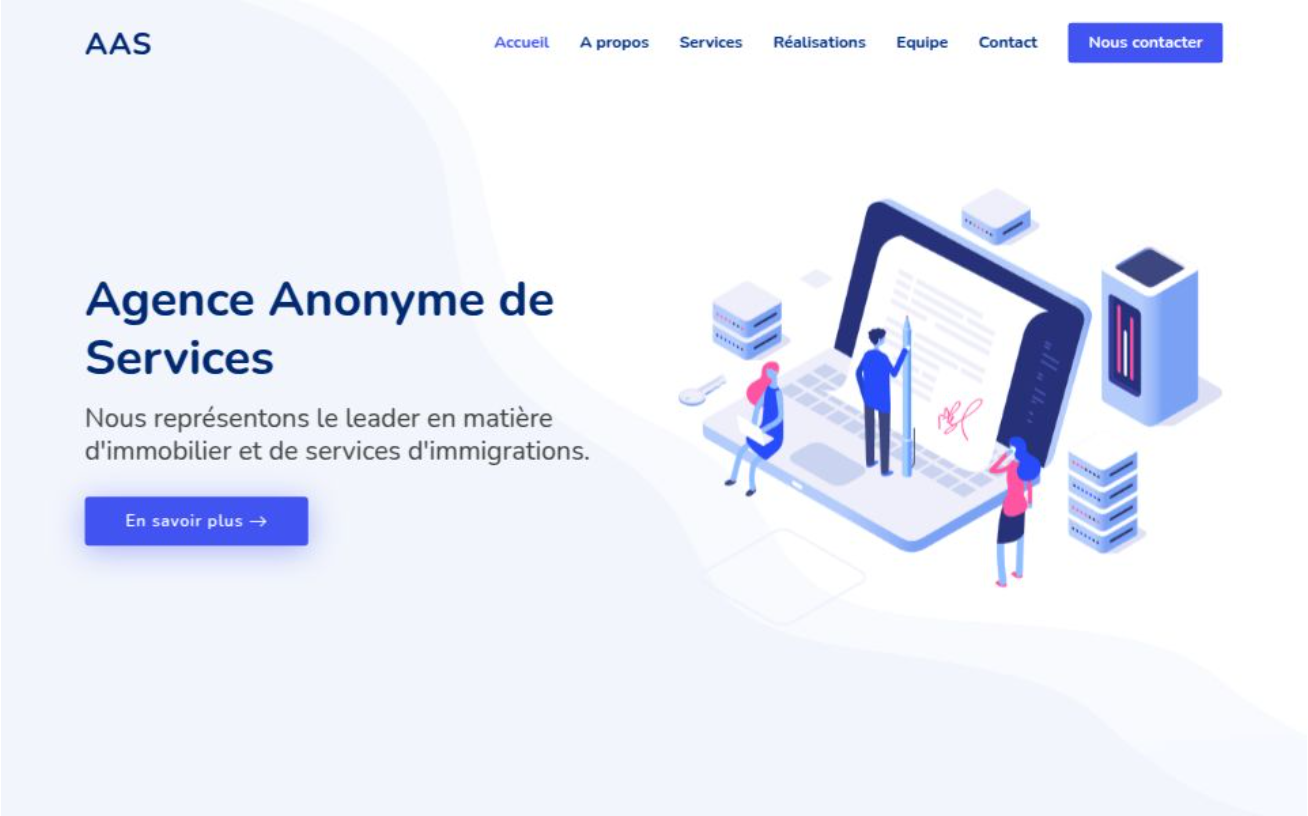 AAS
Accueil A propos Services Réalisations Equipe Contact Nous contacter
Agence Anonyme de
Services
Nous représentons le leader en matière
d'immobilier et de services d'immigrations.
En savoir plus →